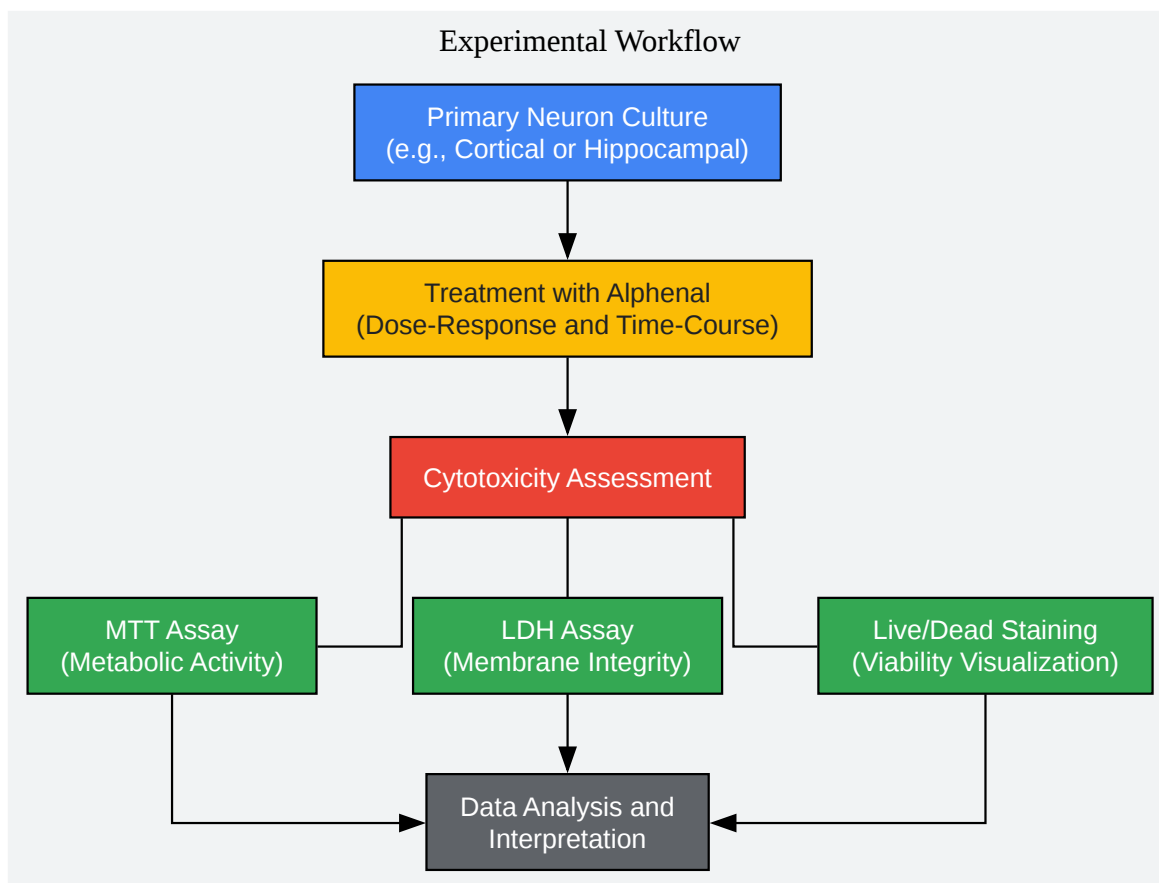 Experimental Workflow
Primary Neuron Culture
(e.g., Cortical or Hippocampal)
Treatment with Alphenal
(Dose-Response and Time-Course)
Cytotoxicity Assessment
MTT Assay
(Metabolic Activity)
LDH Assay
(Membrane Integrity)
Live/Dead Staining
(Viability Visualization)
Data Analysis and
Interpretation